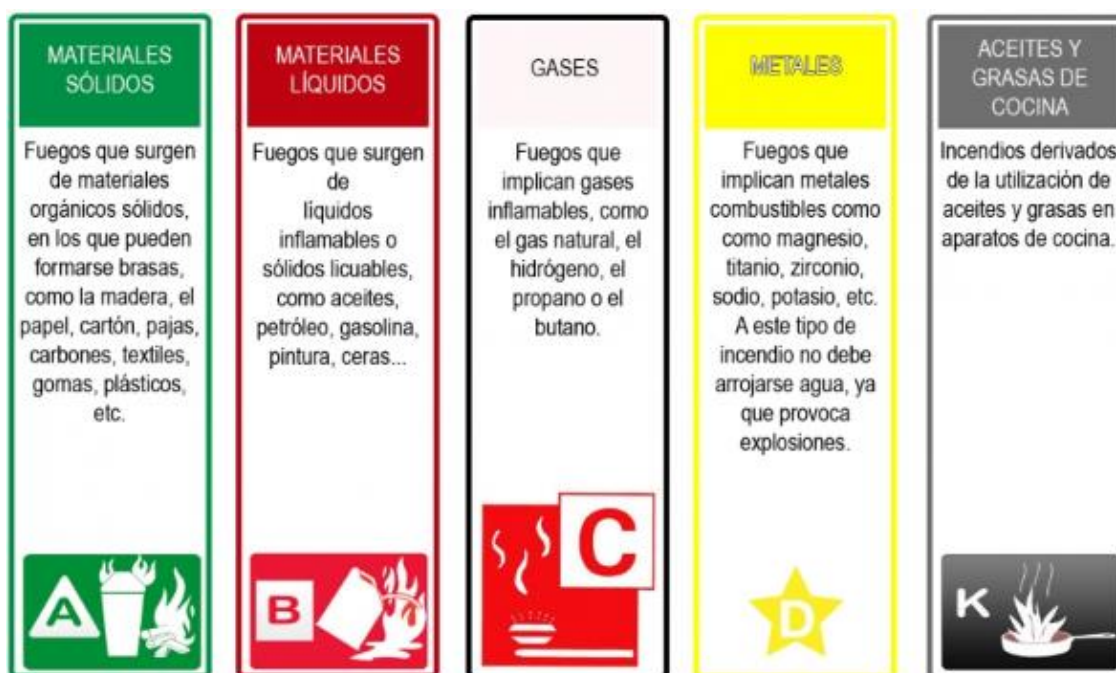 MATERIALES
SÓLIDOS
Fuegos que surgen
de materiales
orgánicos sólidos,
en los que pueden
formarse brasas,
como la madera, el
papel, cartón, pajas,
carbones, textiles,
gomas, plásticos,
etc.
A
MATERIALES
LÍQUIDOS
Fuegos que surgen
de
líquidos
inflamables o
sólidos licuables,
como aceites,
petróleo, gasolina,
pintura, ceras...
B
GASES
Fuegos que
implican gases
inflamables, como
el gas natural, el
hidrógeno, el
propano o el
butano.
C
METALES
Fuegos que
implican metales
combustibles como
como magnesio,
titanio, zirconio,
sodio, potasio, etc.
A este tipo de
incendio no debe
arrojarse agua, ya
que provoca
explosiones.
D
ACEITES Y
GRASAS DE
COCINA
Incendios derivados
de la utilización de
aceites y grasas en
aparatos de cocina.
K